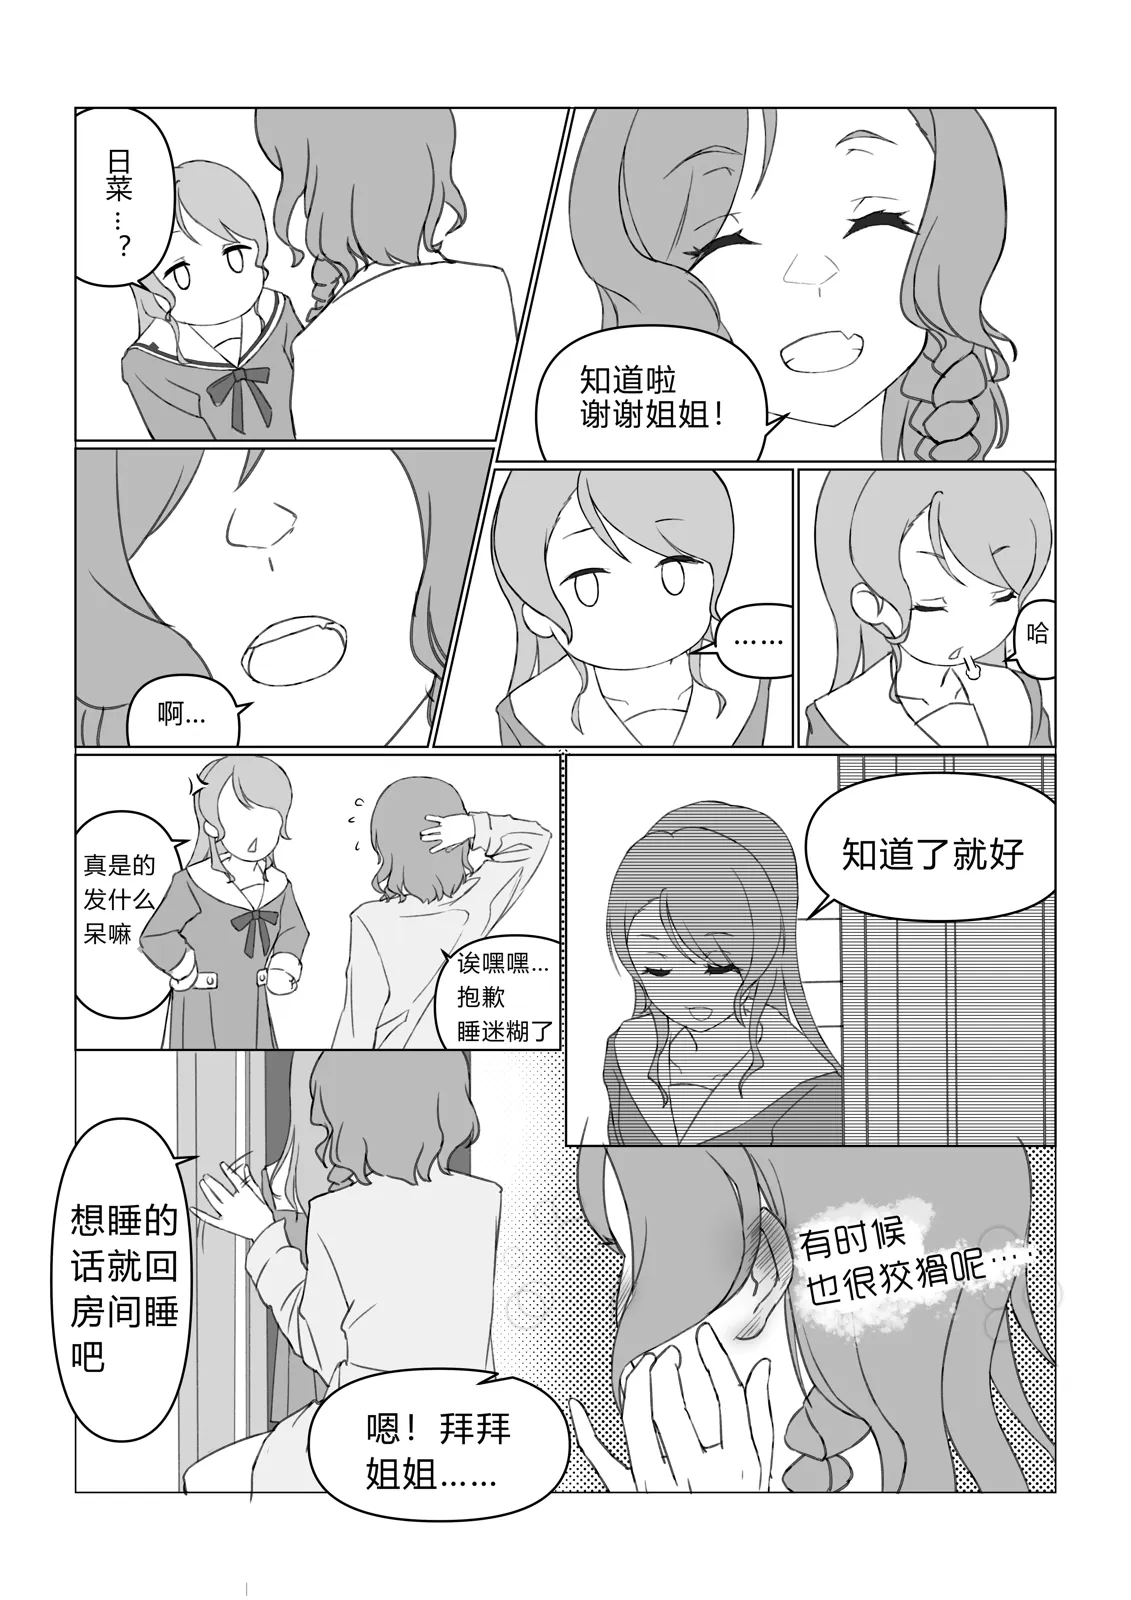 日菜…?
知道啦
谢谢姐姐！
啊…
……
哈
真是的
发什么
呆嘛
诶嘿嘿…
抱歉
睡迷糊了
知道了就好
想睡的
话就回
房间睡
吧
嗯！拜拜
姐姐……
有时候
也很狡猾呢……